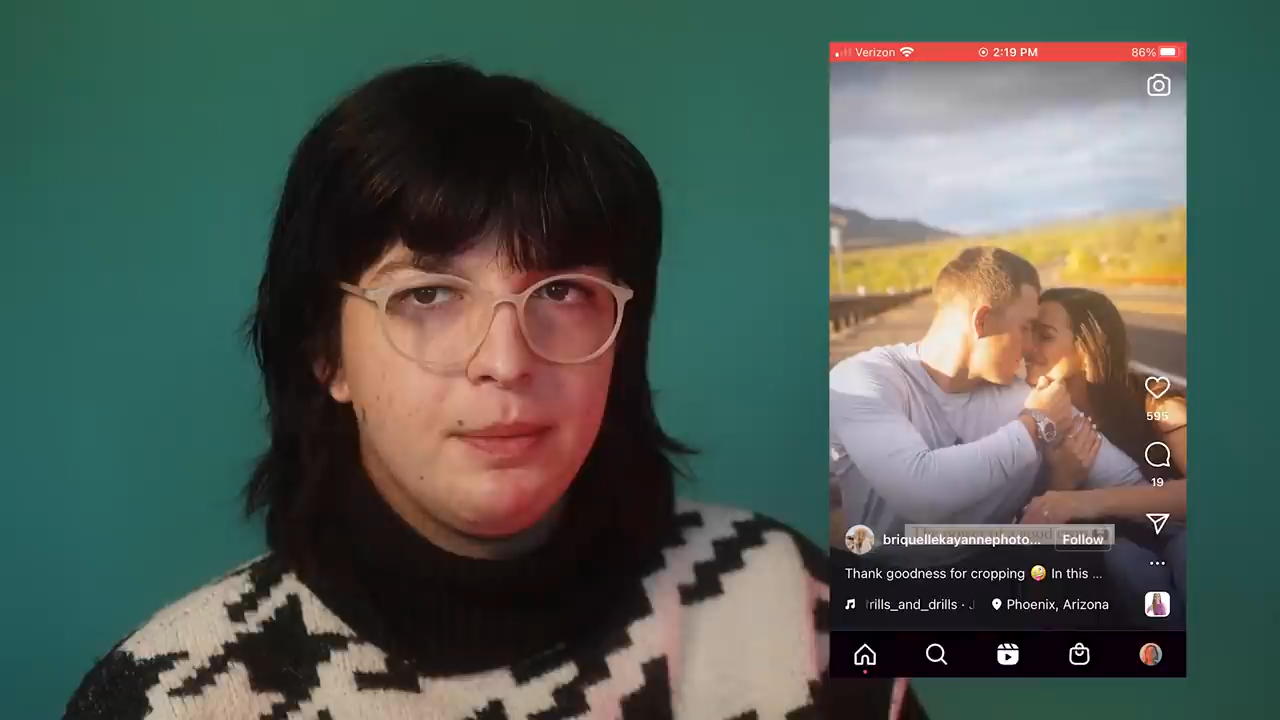 Verizon 2:19 PM 86%
595
19
briquellekayannephoto... Follow
Thank goodness for cropping 🤪 In this ...
rills_and_drills · J Phoenix, Arizona